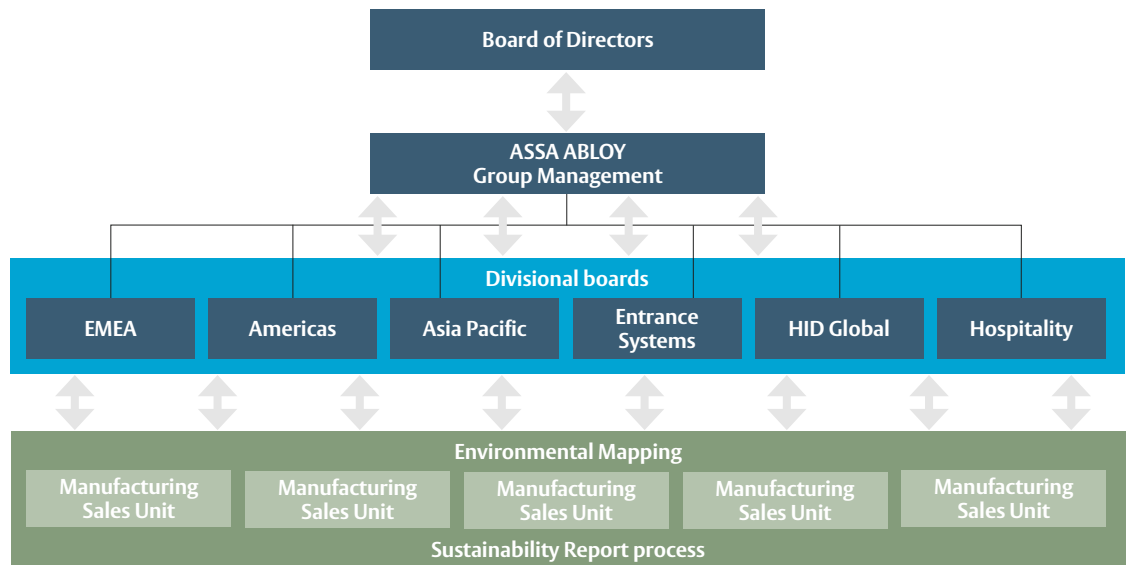 Board of Directors
ASSA ABLOY
Group Management
Divisional boards
EMEA
Americas
Asia Pacific
Entrance
Systems
HID Global
Hospitality
Environmental Mapping
Manufacturing
Sales Unit
Manufacturing
Sales Unit
Manufacturing
Sales Unit
Manufacturing
Sales Unit
Manufacturing
Sales Unit
Sustainability Report process